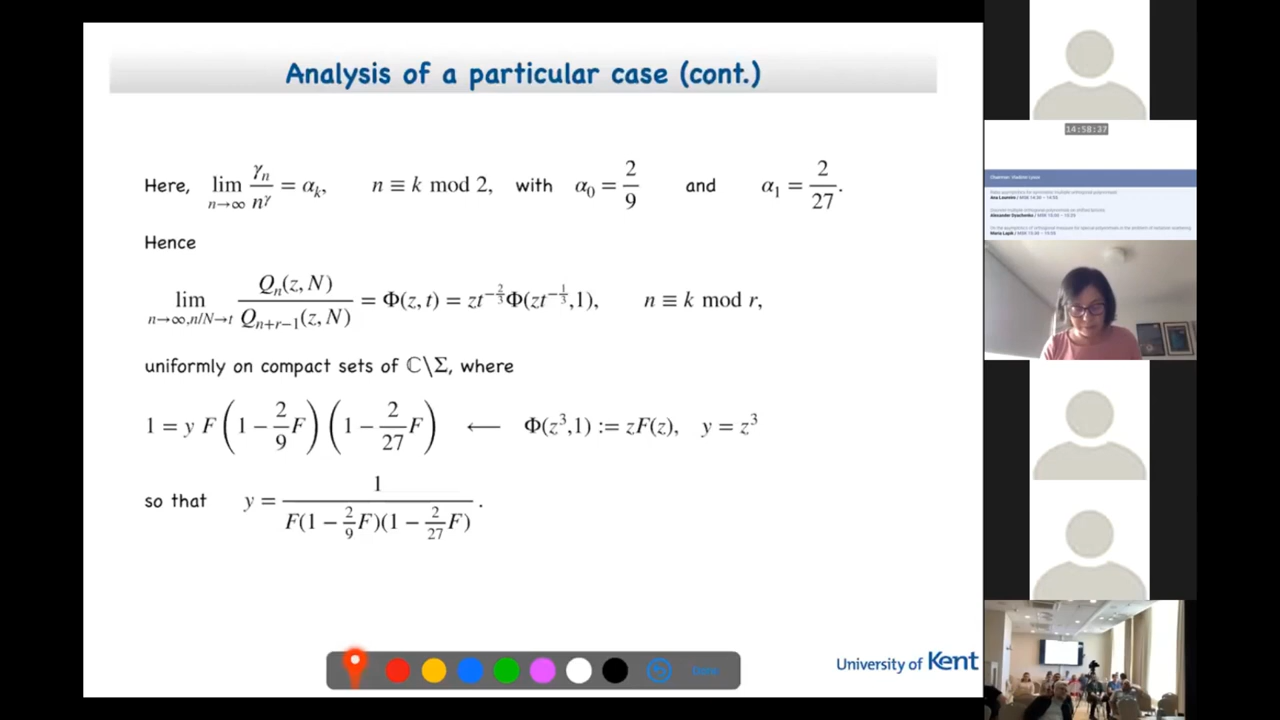 Analysis of a particular case (cont.)
Here, lim_{n→∞} γ_n / n^γ = α_k, n ≡ k mod 2, with α_0 = 2/9 and α_1 = 2/27.
Hence
lim_{n→∞, n/N→t} Q_n(z, N) / Q_{n+r−1}(z, N) = Φ(z, t) = zt^{−2/3}Φ(zt^{−1/3},1), n ≡ k mod r,
uniformly on compact sets of ℂ\Σ, where
1 = y F(1 − 2/9 F)(1 − 2/27 F) ⟵ Φ(z³,1) := zF(z), y = z³
so that y = 1 / F(1 − 2/9 F)(1 − 2/27 F) .
Done
University of Kent
14:58:37